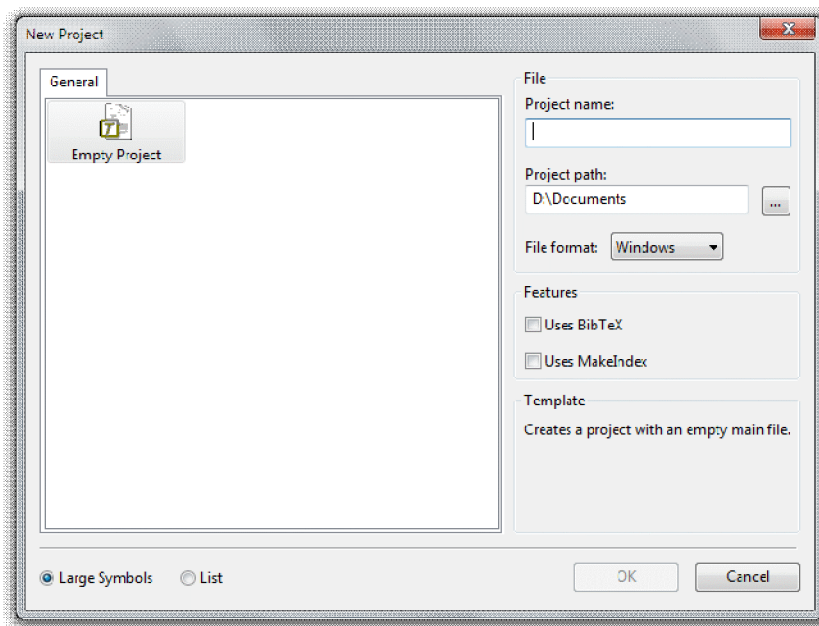 New Project
General
Empty Project
File
Project name:
Project path:
D:\Documents
...
File format:
Windows
Features
Uses BibTeX
Uses MakeIndex
Template
Creates a project with an empty main file.
Large Symbols
List
OK
Cancel